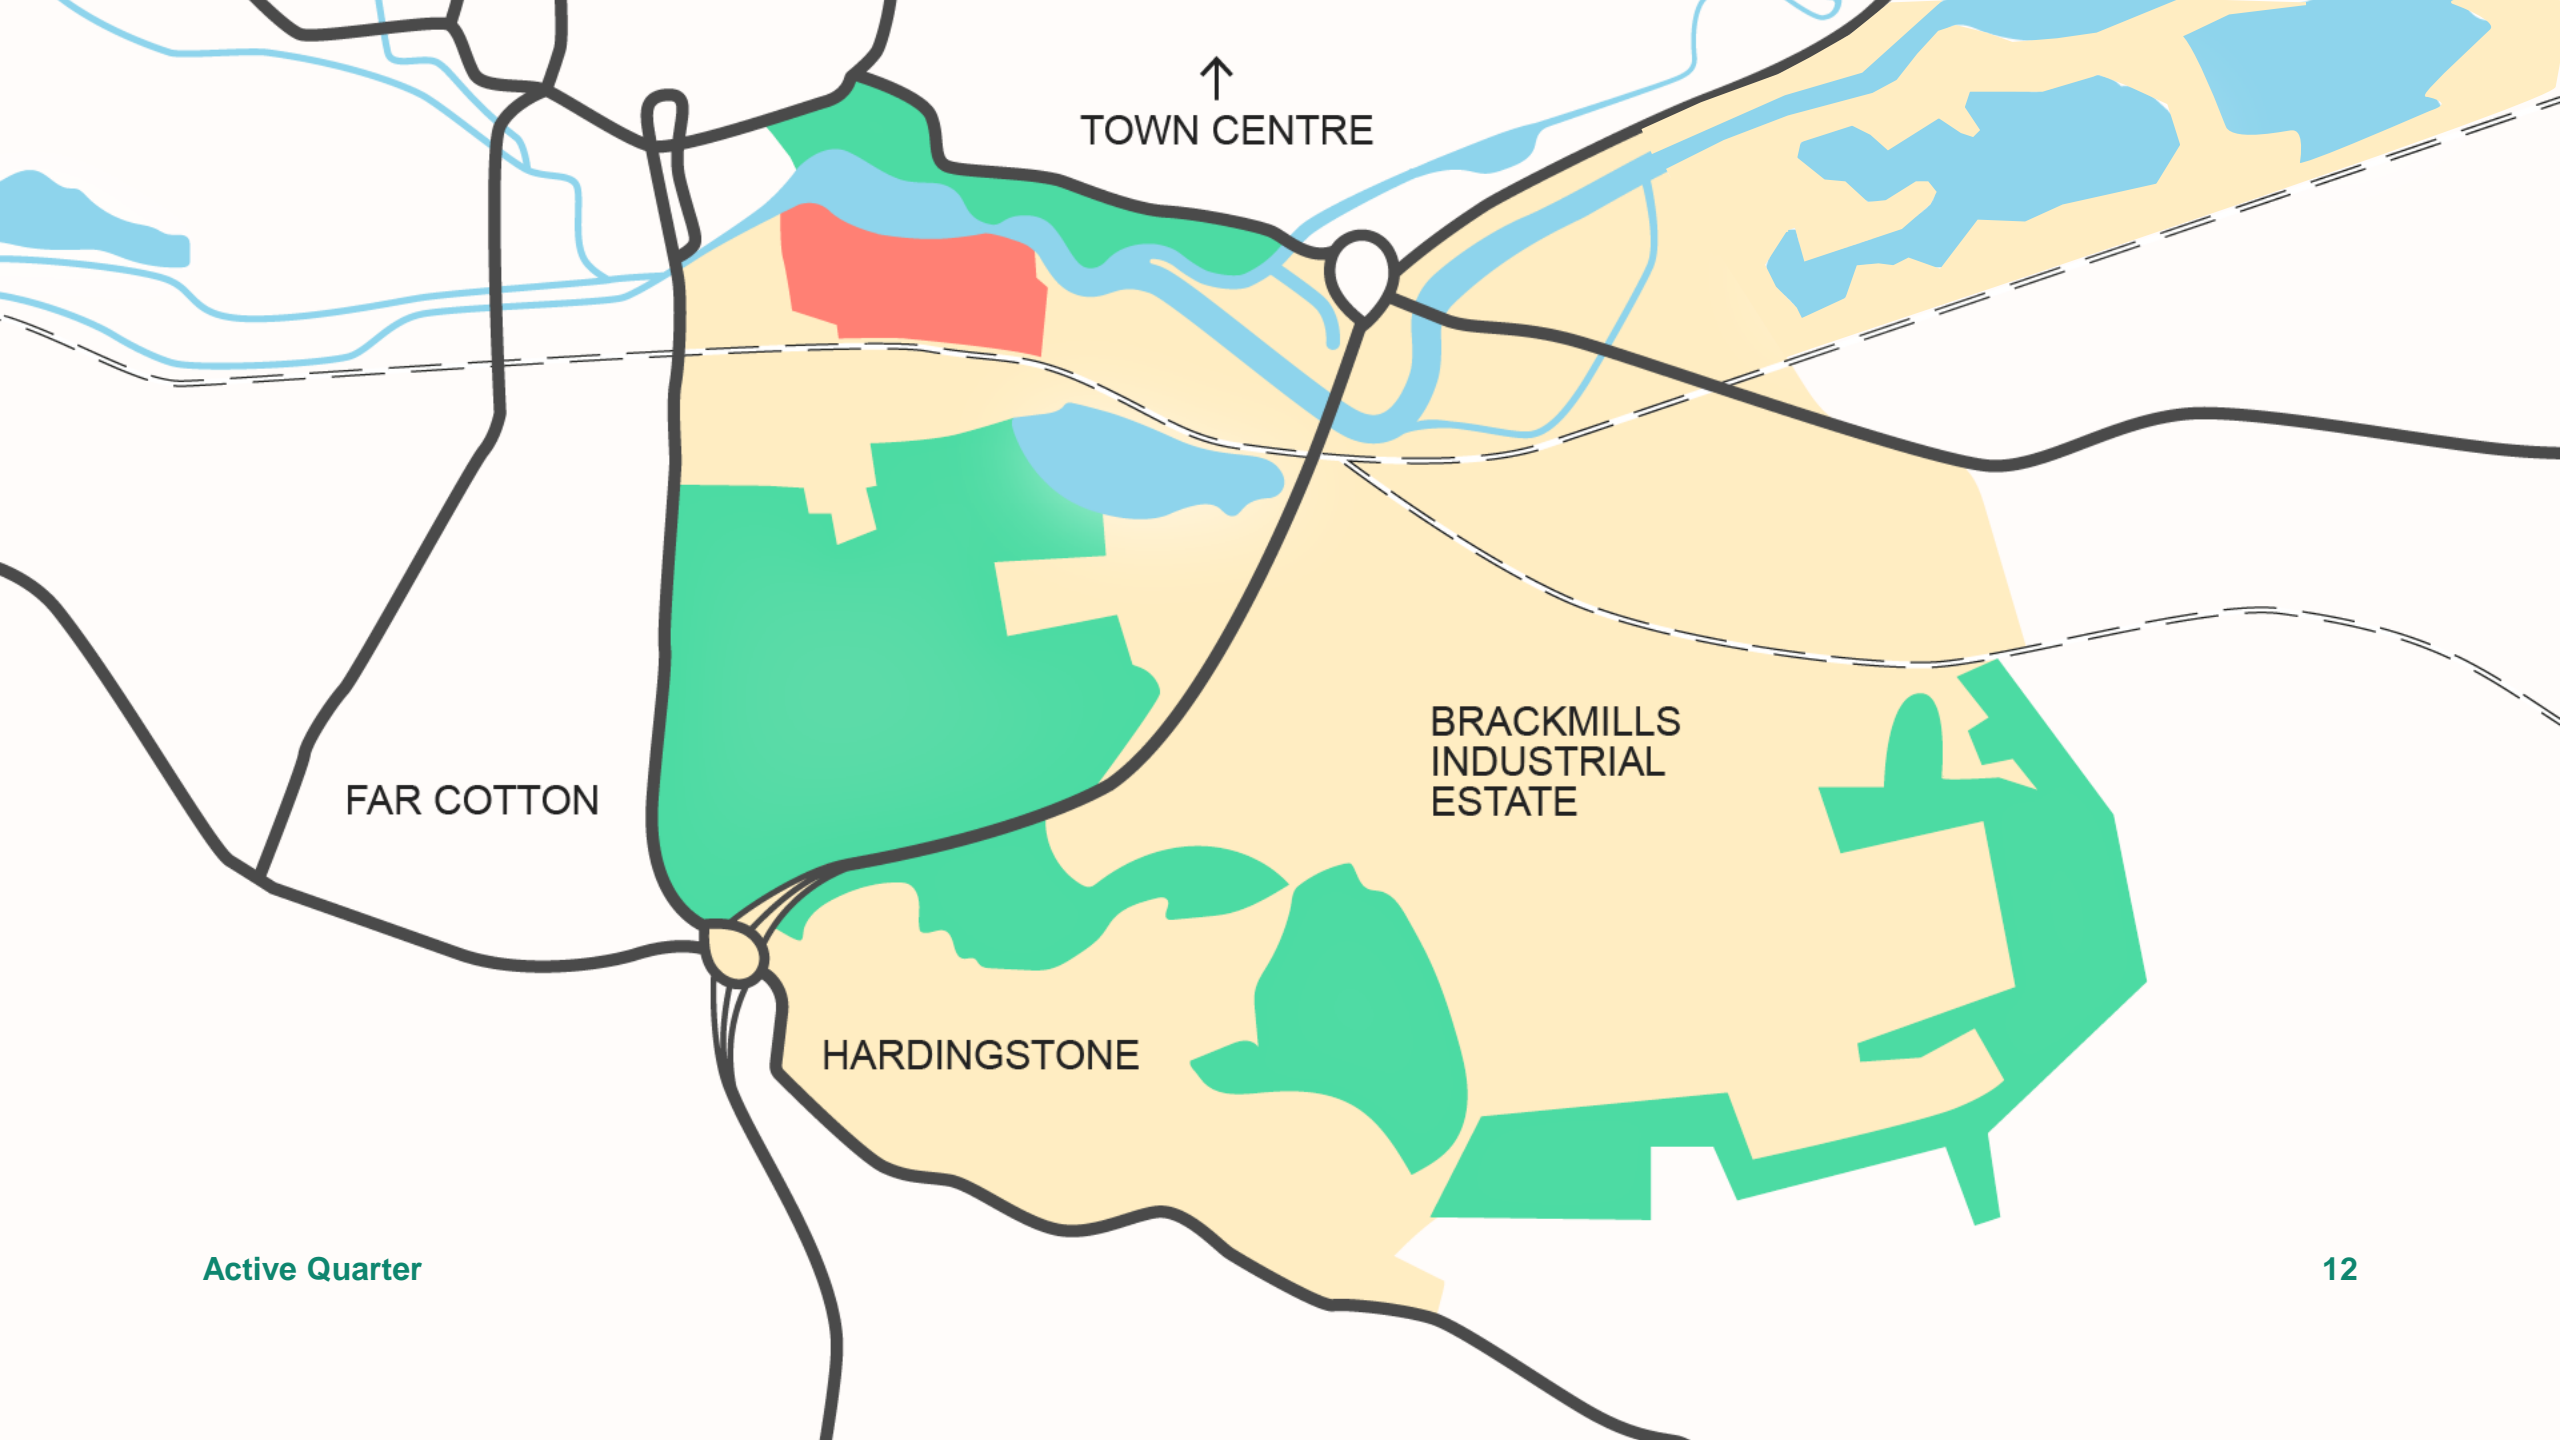 TOWN CENTRE
BRACKMILLS
INDUSTRIAL
ESTATE
FAR COTTON
HARDINGSTONE
Active Quarter
12